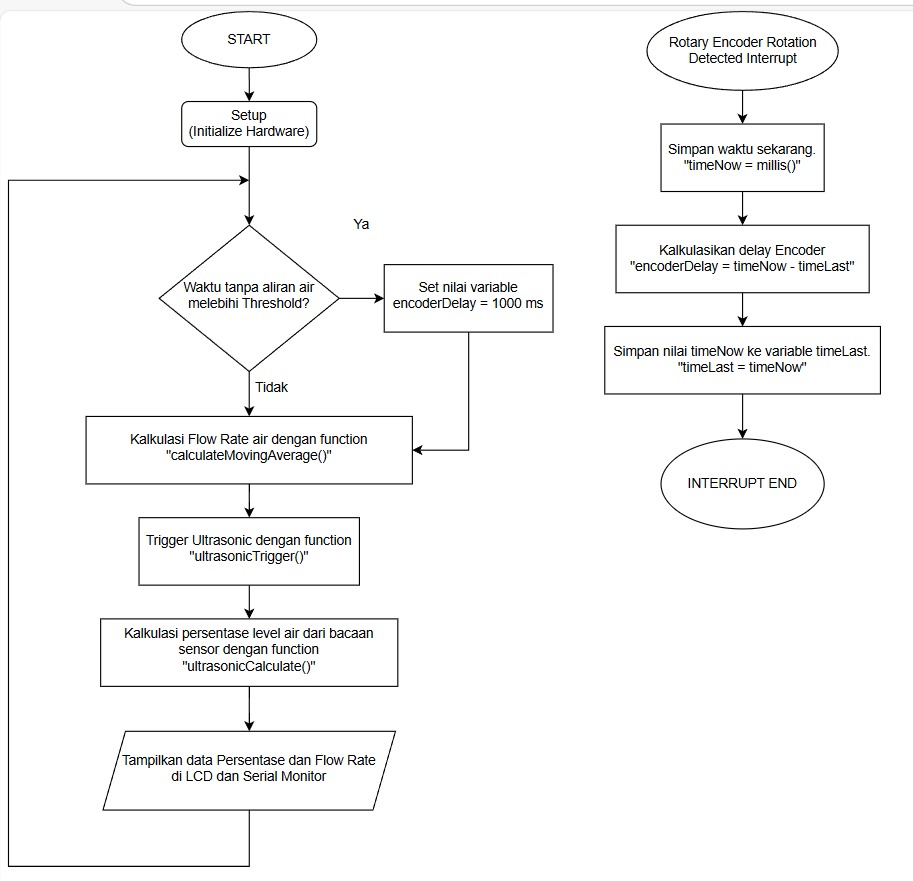 START
Setup
(Initialize Hardware)
Ya
Waktu tanpa aliran air
melebihi Threshold?
Set nilai variable
encoderDelay = 1000 ms
Tidak
Kalkulasi Flow Rate air dengan function
"calculateMovingAverage()"
Trigger Ultrasonic dengan function
"ultrasonicTrigger()"
Kalkulasi persentase level air dari bacaan
sensor dengan function
"ultrasonicCalculate()"
Tampilkan data Persentase dan Flow Rate
di LCD dan Serial Monitor
Rotary Encoder Rotation
Detected Interrupt
Simpan waktu sekarang.
"timeNow = millis()"
Kalkulasikan delay Encoder
"encoderDelay = timeNow - timeLast"
Simpan nilai timeNow ke variable timeLast.
"timeLast = timeNow"
INTERRUPT END